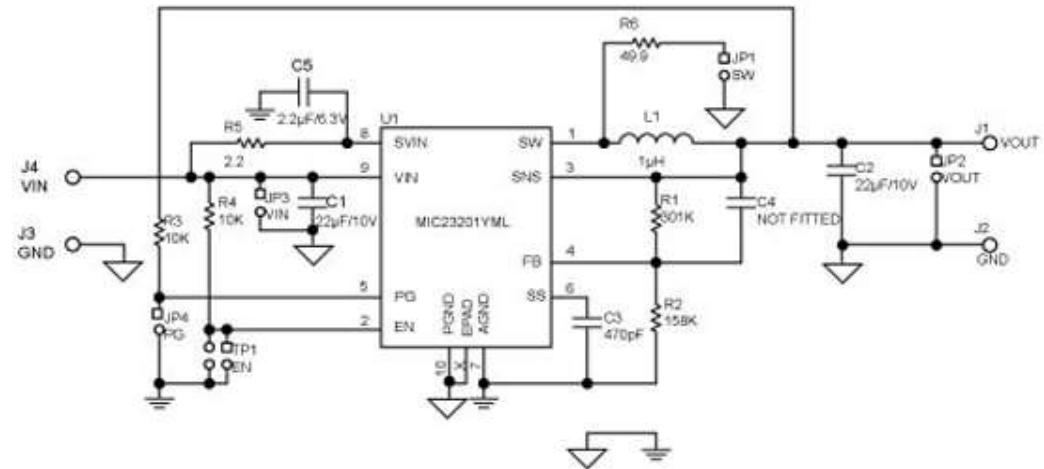 R6
49.9
JP1
SW
C5
2.2µF/6.3V
U1
R5
2.2
8
SVIN
SW
1
L1
1µH
J1
VOUT
J4
VIN
9
VIN
SNS
3
R4
10K
JP3
VIN
C1
22µF/10V
MIC23201YML
R1
C4
NOT FITTED
C2
22µF/10V
JP2
VOUT
R3
10K
J3
GND
FB
4
J2
GND
5
PG
SS
6
JP4
PG
2
EN
PGND
EPAD
AGND
C3
470pF
R2
158K
TP1
EN
10
X
7